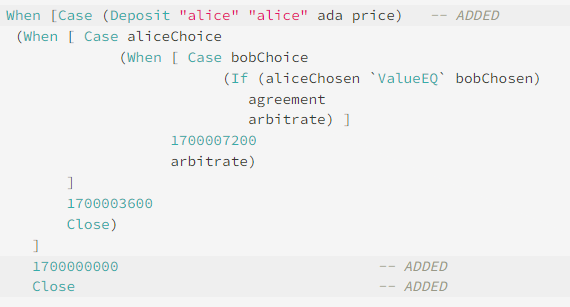 When [Case (Deposit "alice" "alice" ada price)   -- ADDED
 (When [ Case aliceChoice
             (When [ Case bobChoice
                         (If (aliceChosen `ValueEQ` bobChosen)
                            agreement
                            arbitrate) ]
                   1700007200
                   arbitrate)
       ]
       1700003600
       Close)
   ]
   1700000000                              -- ADDED
   Close                                   -- ADDED